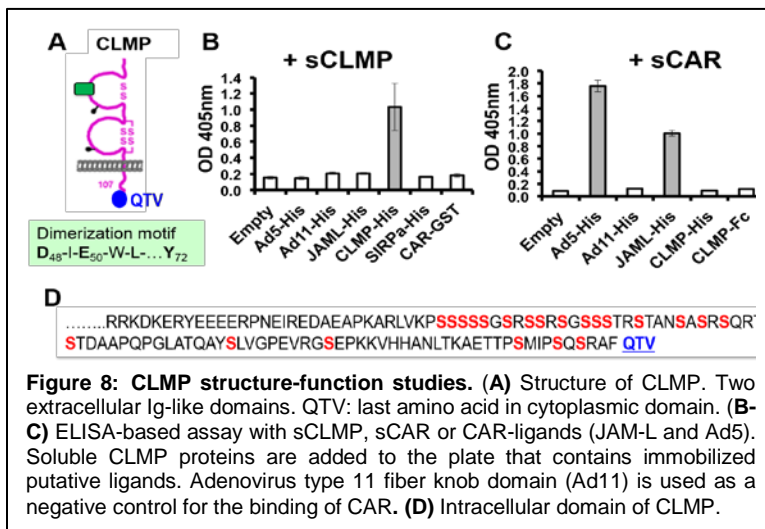 A
CLMP
S
S
S S
S S
107
QTV
Dimerization motif
D48-I-E50-W-L-...Y72
B
+ sCLMP
OD 405nm
1.4
1.2
1.0
0.8
0.6
0.4
0.2
0.0
Empty
Ad5-His
Ad11-His
JAML-His
CLMP-His
SIRPa-His
CAR-GST
C
+ sCAR
OD 405nm
2.0
1.8
1.6
1.4
1.2
1.0
0.8
0.6
0.4
0.2
0.0
Empty
Ad5-His
Ad11-His
JAML-His
CLMP-His
CLMP-Fc
D
........RRKDKERYEEEERPNEIREDAEAPKARLVKPSSSSSGSRSSRSGSSSTRSTANSASRSQRT
STDAAPQPGLATQAYSLVGPEVRGSEPKKVHHANLTKAETTPSMIPSQSRAF QTV
Figure 8: CLMP structure-function studies. (A) Structure of CLMP. Two
extracellular Ig-like domains. QTV: last amino acid in cytoplasmic domain. (B-
C) ELISA-based assay with sCLMP, sCAR or CAR-ligands (JAM-L and Ad5).
Soluble CLMP proteins are added to the plate that contains immobilized
putative ligands. Adenovirus type 11 fiber knob domain (Ad11) is used as a
negative control for the binding of CAR. (D) Intracellular domain of CLMP.